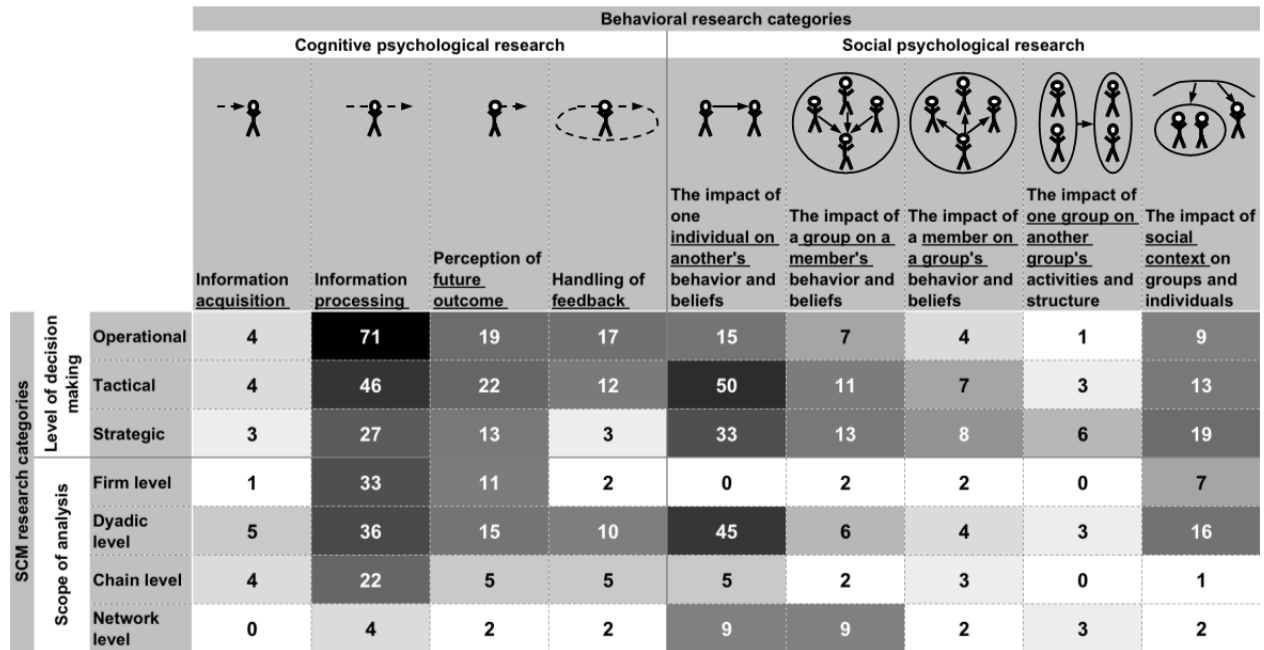 Behavioral research categories
Cognitive psychological research
Social psychological research
Information
acquisition
Information
processing
Perception of
future
outcome
Handling of
feedback
The impact of
one
individual on
another's
behavior and
beliefs
The impact of
a group on a
member's
behavior and
beliefs
The impact of
a member on
a group's
behavior and
beliefs
The impact of
one group on
another
group's
activities and
structure
The impact of
social
context on
groups and
individuals
SCM research categories
Level of decision
making
Operational 4 71 19 17 15 7 4 1 9
Tactical 4 46 22 12 50 11 7 3 13
Strategic 3 27 13 3 33 13 8 6 19
Scope of analysis
Firm level 1 33 11 2 0 2 2 0 7
Dyadic
level 5 36 15 10 45 6 4 3 16
Chain level 4 22 5 5 5 2 3 0 1
Network
level 0 4 2 2 9 9 2 3 2